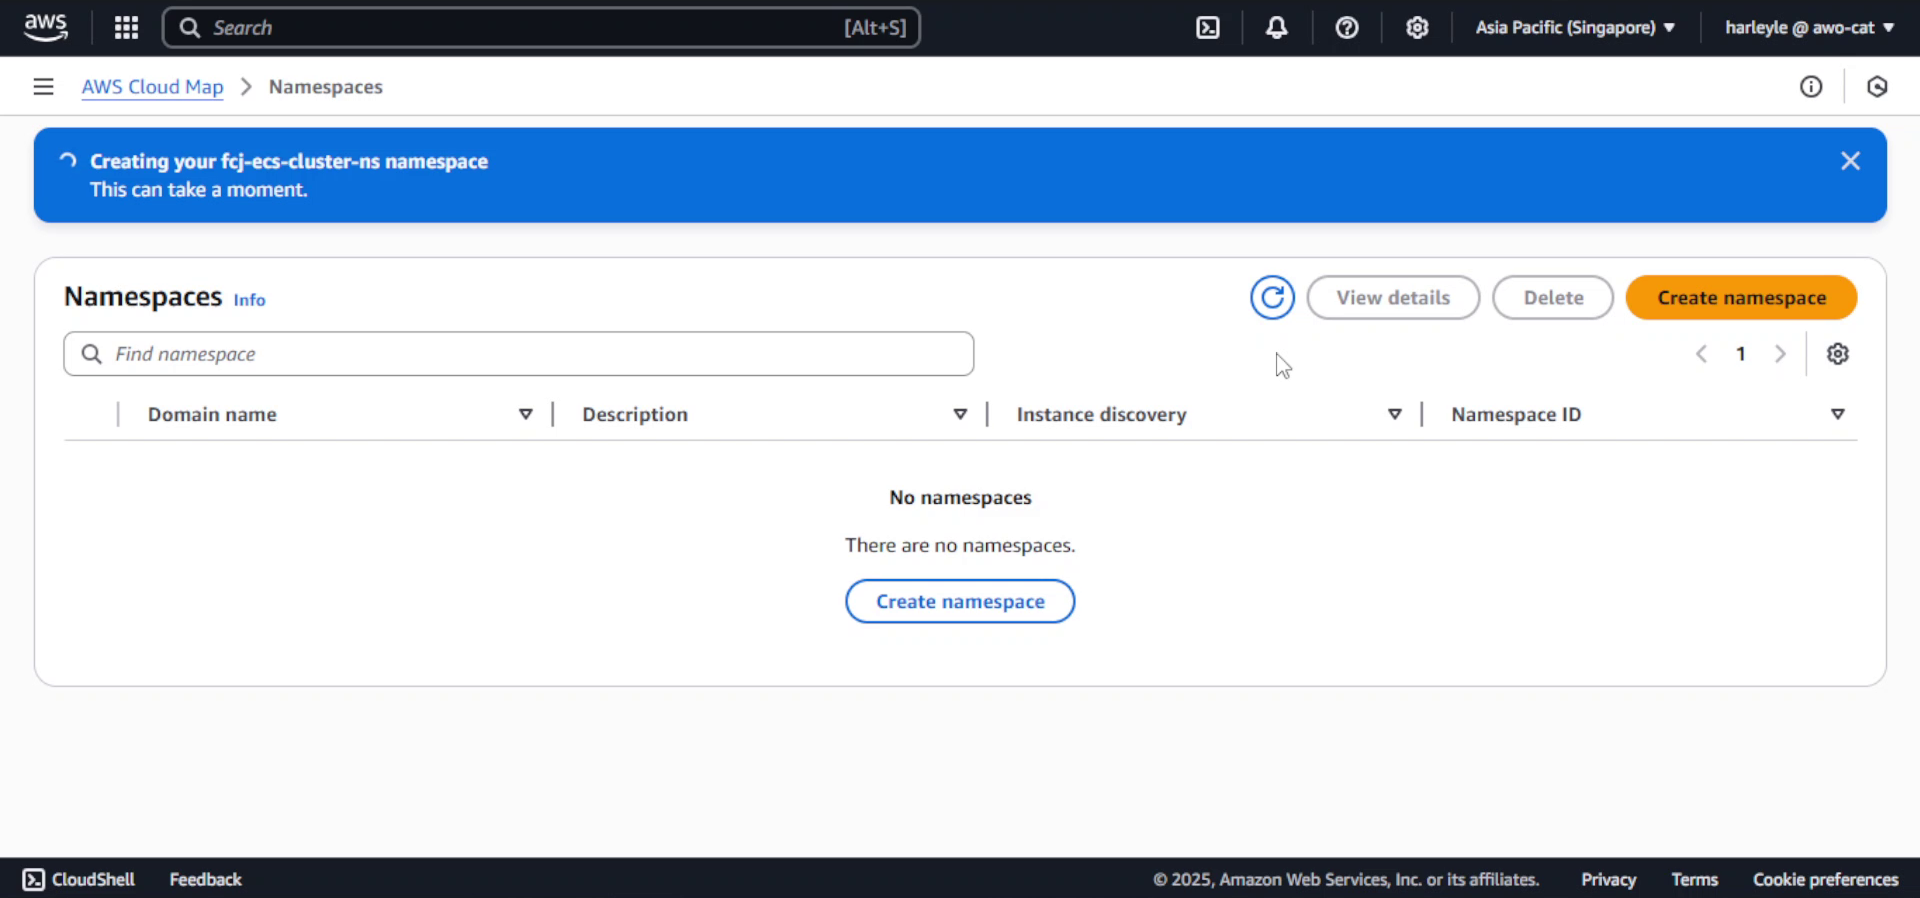 aws
Search
[Alt+S]
Asia Pacific (Singapore)
harleyle @ awo-cat
AWS Cloud Map
Namespaces
Creating your fcj-ecs-cluster-ns namespace
This can take a moment.
Namespaces
Info
View details
Delete
Create namespace
Find namespace
1
Domain name
Description
Instance discovery
Namespace ID
No namespaces
There are no namespaces.
Create namespace
CloudShell
Feedback
© 2025, Amazon Web Services, Inc. or its affiliates.
Privacy
Terms
Cookie preferences